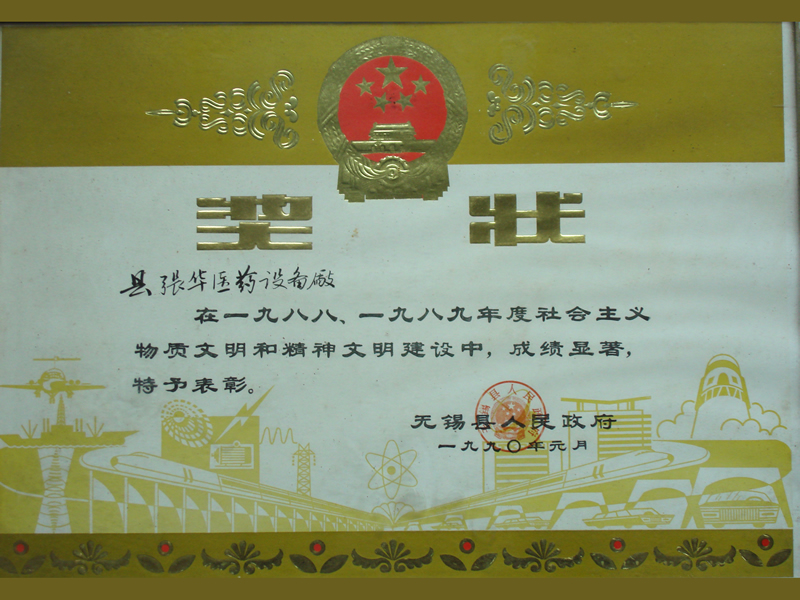 奖状
县張华医药设备廠
在一九八八、一九八九年度社会主义
物质文明和精神文明建设中，成绩显著，
特予表彰。
无锡县人民政府
一九九〇年元月